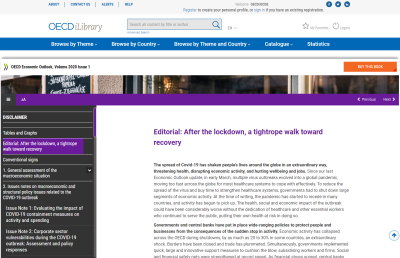 ABOUT US | CONTACT US | ALERTS | HELP
Welcome OECD-NCSB
Register to create your personal profile, or sign in if you have an existing registration.
OECDiLibrary
Search all content by title or author
Advanced Search
EN
My Favorites
Logout
Browse by Theme
Browse by Country
Browse by Theme and Country
Catalogue
Statistics
OECD Economic Outlook, Volume 2020 Issue 1
BUY THIS BOOK
aA
Previous
Next
DISCLAIMER
Tables and Graphs
Editorial: After the lockdown, a tightrope walk toward recovery
Conventional signs
1. General assessment of the macroeconomic situation
2. Issues notes on macroeconomic and structural policy issues related to the COVID-19 outbreak
Issue Note 1: Evaluating the impact of COVID-19 containment measures on activity and spending
Issue Note 2: Corporate sector vulnerabilities during the COVID-19 outbreak: Assessment and policy responses
Editorial: After the lockdown, a tightrope walk toward
recovery
The spread of Covid-19 has shaken people's lives around the globe in an extraordinary way,
threatening health, disrupting economic activity, and hurting wellbeing and jobs. Since our last
Economic Outlook update in early March, multiple virus outbreaks evolved into a global pandemic,
moving too fast across the globe for most healthcare systems to cope with effectively. To reduce the
spread of the virus and buy time to strengthen healthcare systems, governments had to shut down large
segments of economic activity. At the time of writing, the pandemic has started to recede in many
countries, and activity has begun to pick up. The health, social and economic impact of the outbreak
could have been considerably worse without the dedication of healthcare and other essential workers
who continued to serve the public, putting their own health at risk in doing so.
Governments and central banks have put in place wide-ranging policies to protect people and
businesses from the consequences of the sudden stop in activity. Economic activity has collapsed
across the OECD during shutdowns, by as much as 20 to 30% in some countries, an extraordinary
shock. Borders have been closed and trade has plummeted. Simultaneously, governments implemented
quick, large and innovative support measures to cushion the blow, subsidising workers and firms. Social
and financial safety nets were strengthened at record speed. As financial stress surged, central banks